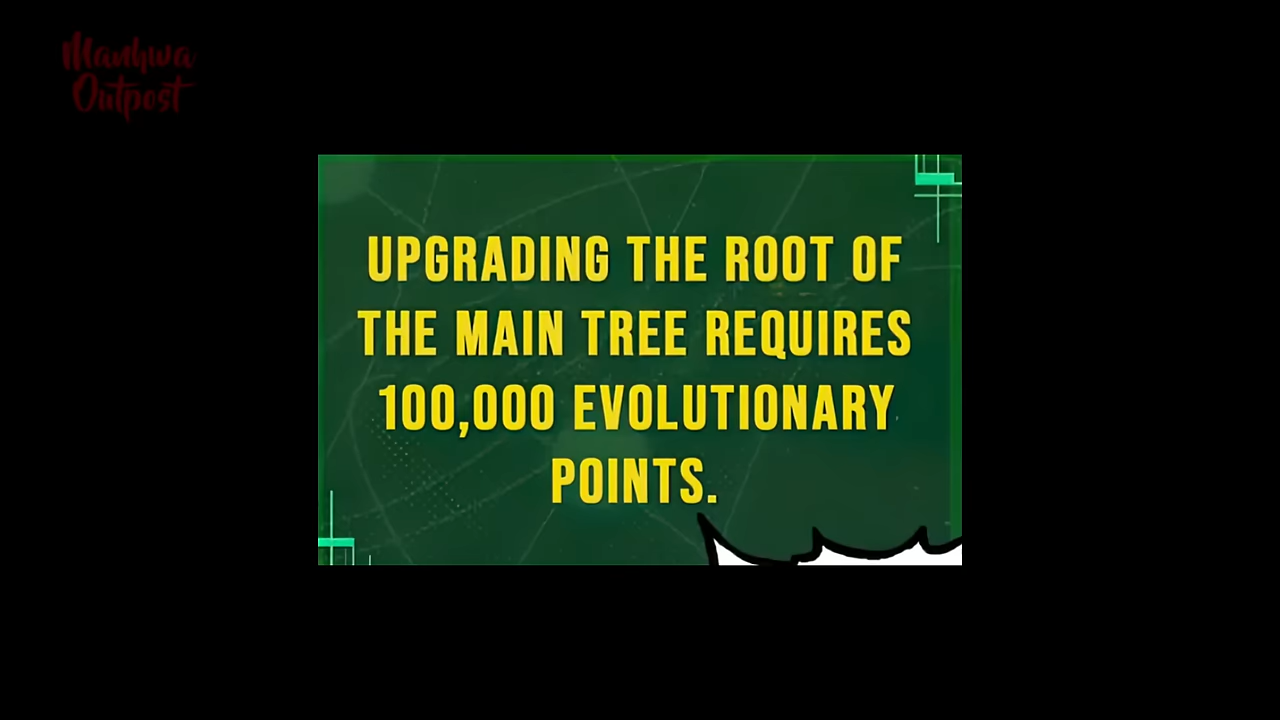 Manhwa
Outpost
UPGRADING THE ROOT OF
THE MAIN TREE REQUIRES
100,000 EVOLUTIONARY
POINTS.